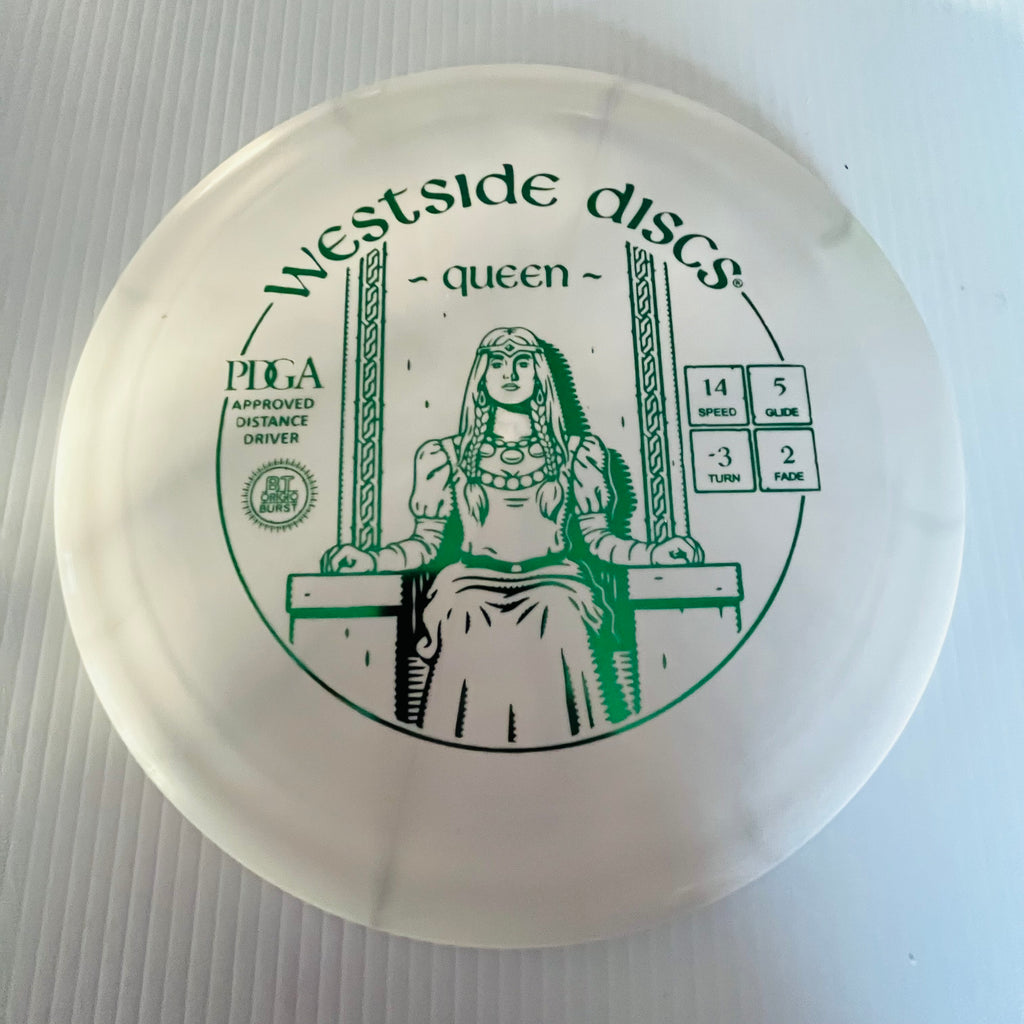 westside discs®
~ queen ~
PDGA
APPROVED
DISTANCE
DRIVER
BT
ORIGIO
BURST
14 5
SPEED GLIDE
-3 2
TURN FADE